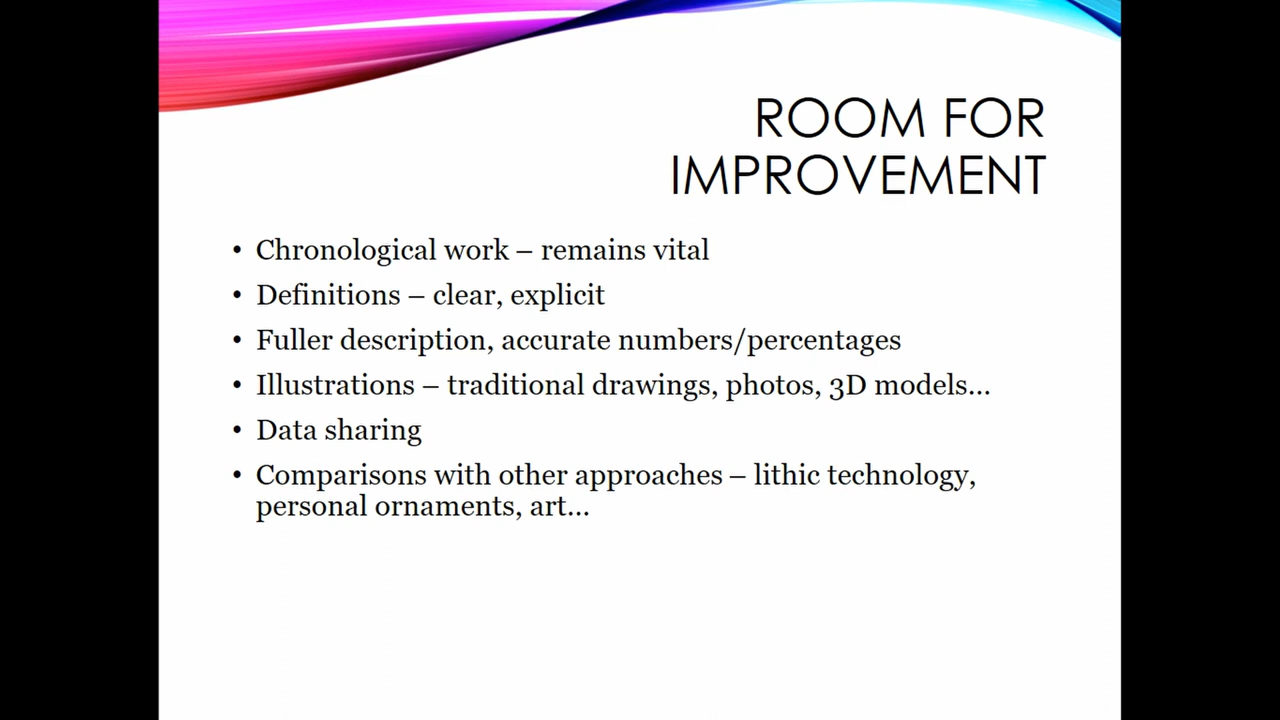 ROOM FOR
IMPROVEMENT
• Chronological work – remains vital
• Definitions – clear, explicit
• Fuller description, accurate numbers/percentages
• Illustrations – traditional drawings, photos, 3D models…
• Data sharing
• Comparisons with other approaches – lithic technology,
personal ornaments, art…